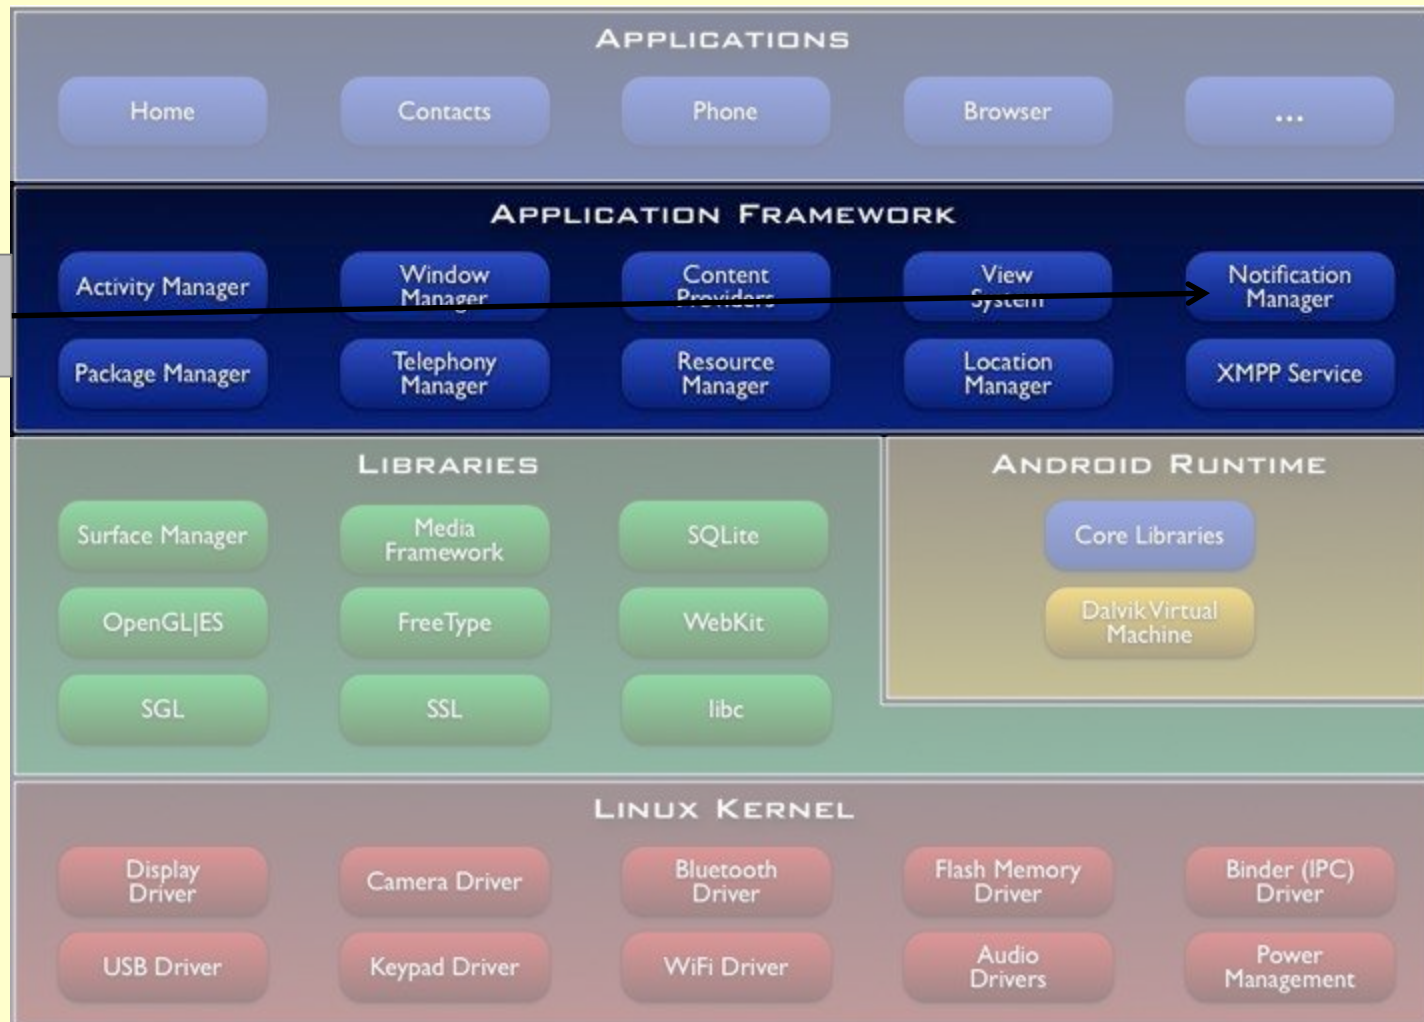 APPLICATIONS
Home
Contacts
Phone
Browser
...
APPLICATION FRAMEWORK
Activity Manager
Window
Manager
Content
Providers
View
System
Notification
Manager
Package Manager
Telephony
Manager
Resource
Manager
Location
Manager
XMPP Service
LIBRARIES
Surface Manager
Media
Framework
SQLite
OpenGL|ES
FreeType
WebKit
SGL
SSL
libc
ANDROID RUNTIME
Core Libraries
Dalvik Virtual
Machine
LINUX KERNEL
Display
Driver
Camera Driver
Bluetooth
Driver
Flash Memory
Driver
Binder (IPC)
Driver
USB Driver
Keypad Driver
WiFi Driver
Audio
Drivers
Power
Management